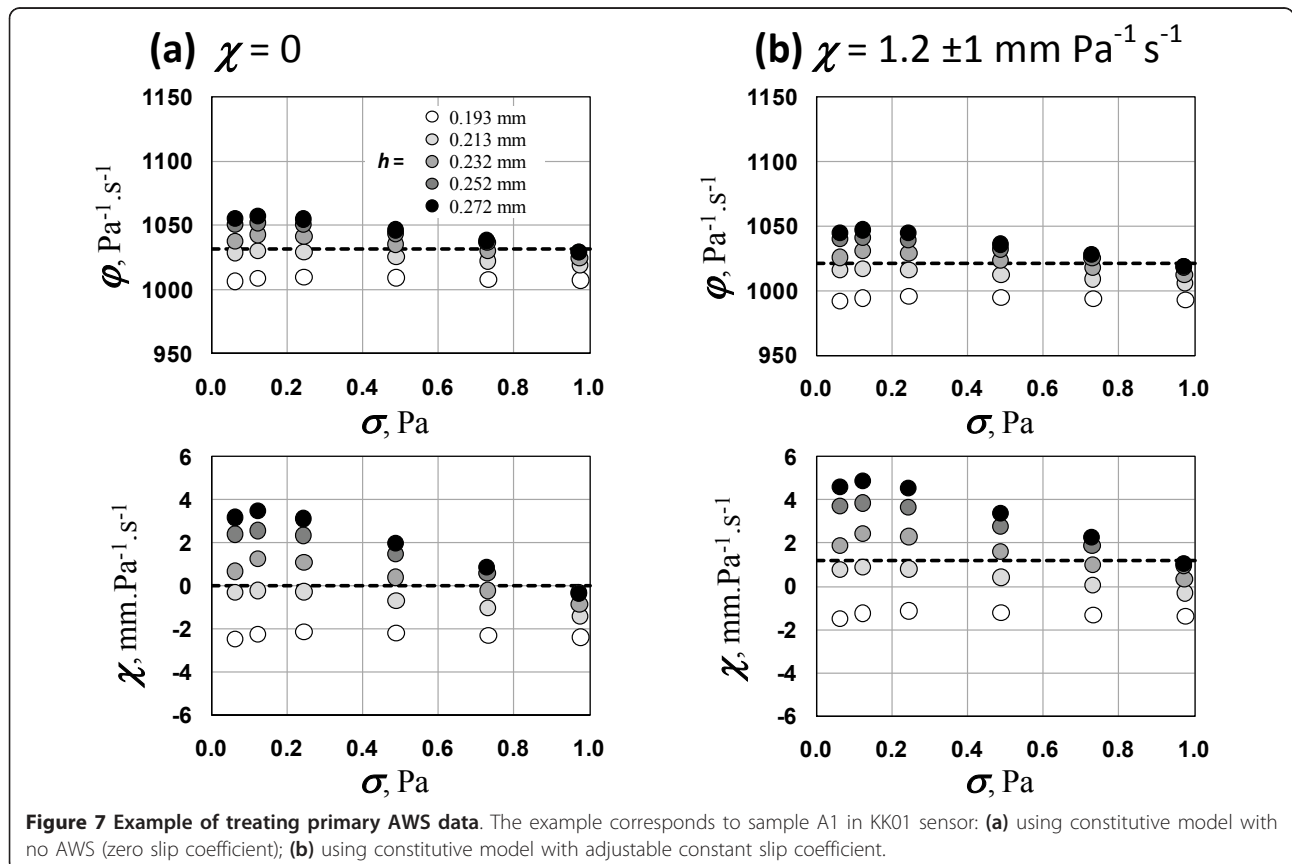 (a) χ = 0
(b) χ = 1.2 ±1 mm Pa⁻¹ s⁻¹
1150
1100
1050
1000
950
φ, Pa⁻¹.s⁻¹
h =
0.193 mm
0.213 mm
0.232 mm
0.252 mm
0.272 mm
0.0 0.2 0.4 0.6 0.8 1.0
σ, Pa
1150
1100
1050
1000
950
φ, Pa⁻¹.s⁻¹
0.0 0.2 0.4 0.6 0.8 1.0
σ, Pa
6
4
2
0
-2
-4
-6
χ, mm.Pa⁻¹.s⁻¹
0.0 0.2 0.4 0.6 0.8 1.0
σ, Pa
6
4
2
0
-2
-4
-6
χ, mm.Pa⁻¹.s⁻¹
0.0 0.2 0.4 0.6 0.8 1.0
σ, Pa
Figure 7 Example of treating primary AWS data. The example corresponds to sample A1 in KK01 sensor: (a) using constitutive model with
no AWS (zero slip coefficient); (b) using constitutive model with adjustable constant slip coefficient.